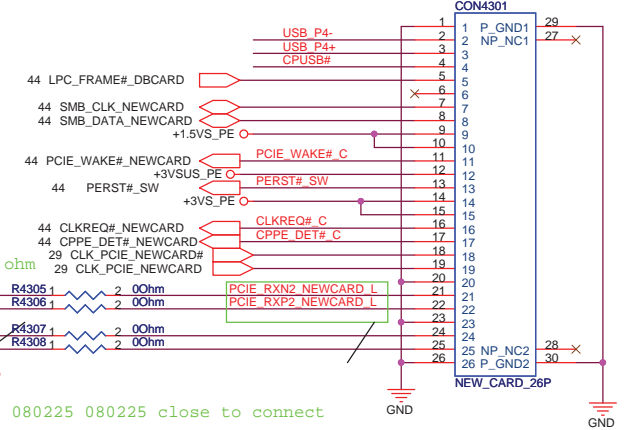 CON4301
1 1 P_GND1 29
USB_P4- 2 2 NP_NC1 27
USB_P4+ 3 3
CPUSB# 4 4
44 LPC_FRAME#_DBCARD 5 5
6 6
44 SMB_CLK_NEWCARD 7 7
44 SMB_DATA_NEWCARD 8 8
+1.5VS_PE 9 9
10 10
44 PCIE_WAKE#_NEWCARD PCIE_WAKE#_C 11 11
+3VSUS_PE 12 12
44 PERST#_SW PERST#_SW 13 13
+3VS_PE 14 14
15 15
44 CLKREQ#_NEWCARD CLKREQ#_C 16 16
44 CPPE_DET#_NEWCARD CPPE_DET#_C 17 17
29 CLK_PCIE_NEWCARD# 18 18
ohm 29 CLK_PCIE_NEWCARD 19 19
20 20
R4305 1 2 0Ohm PCIE_RXN2_NEWCARD_L 21 21
R4306 1 2 0Ohm PCIE_RXP2_NEWCARD_L 22 22
23 23
R4307 1 2 0Ohm 24 24
R4308 1 2 0Ohm 25 25 NP_NC2 28
26 26 P_GND2 30
NEW_CARD_26P
GND
GND
080225 080225 close to connect